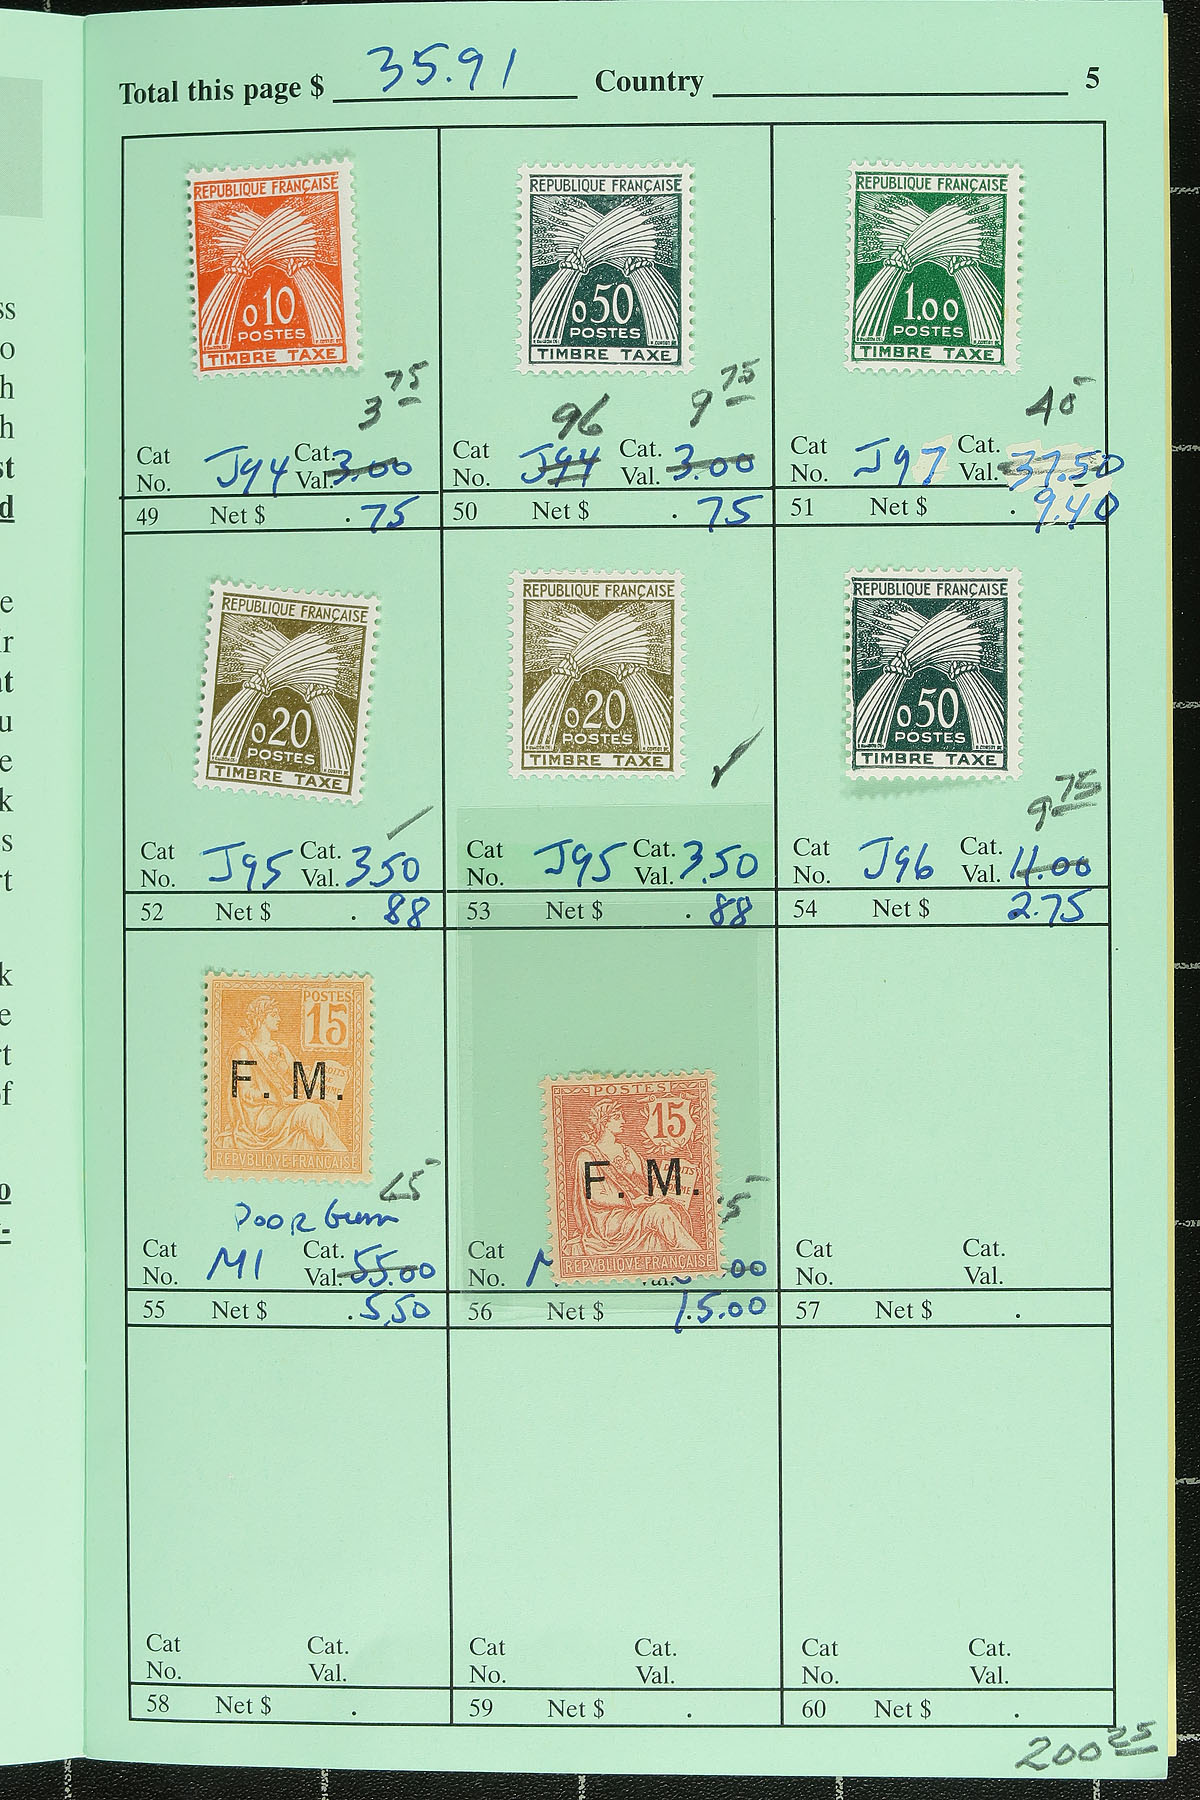 Total this page $ 35.91 Country 5
REPUBLIQUE FRANÇAISE
0.10
POSTES
TIMBRE TAXE
3 75
Cat No. J94 Cat. Val. 3.00
49 Net $ .75
REPUBLIQUE FRANÇAISE
0.50
POSTES
TIMBRE TAXE
96 9 75
Cat No. J94 Cat. Val. 3.00
50 Net $ .75
REPUBLIQUE FRANÇAISE
1.00
POSTES
TIMBRE TAXE
40
Cat No. J97 Cat. Val. 37.50
51 Net $ 9.40
REPUBLIQUE FRANÇAISE
0.20
POSTES
TIMBRE TAXE
Cat No. J95 Cat. Val. 3.50
52 Net $ .88
REPUBLIQUE FRANÇAISE
0.20
POSTES
TIMBRE TAXE
Cat No. J95 Cat. Val. 3.50
53 Net $ .88
REPUBLIQUE FRANÇAISE
0.50
POSTES
TIMBRE TAXE
9 75
Cat No. J96 Cat. Val. 11.00
54 Net $ 2.75
POSTES
15
F. M.
REPVBLIQUE FRANÇAISE
Poor Gum
Cat No. M1 Cat. Val. 55.00
55 Net $ .5.50
POSTES
15
F. M.
REPVBLIQUE FRANÇAISE
Cat No.
56 Net $ 15.00
Cat No. Cat. Val.
57 Net $ .
Cat No. Cat. Val.
58 Net $ .
Cat No. Cat. Val.
59 Net $ .
Cat No. Cat. Val.
60 Net $ .
200 25